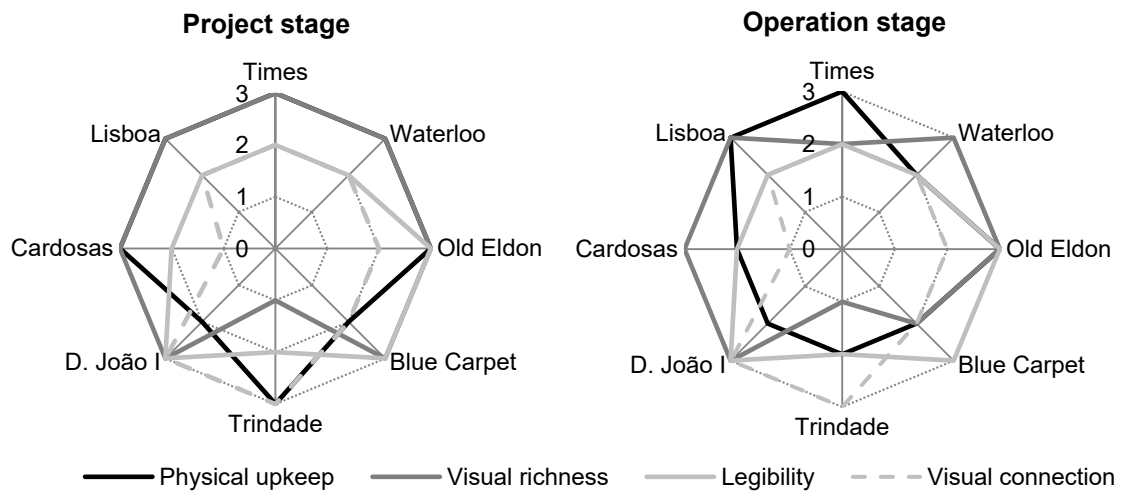 Project stage
Times
3
Lisboa
Waterloo
2
1
Cardosas
0
Old Eldon
D. João I
Blue Carpet
Trindade
Operation stage
Times
3
Lisboa
Waterloo
2
1
Cardosas
0
Old Eldon
D. João I
Blue Carpet
Trindade
Physical upkeep
Visual richness
Legibility
Visual connection